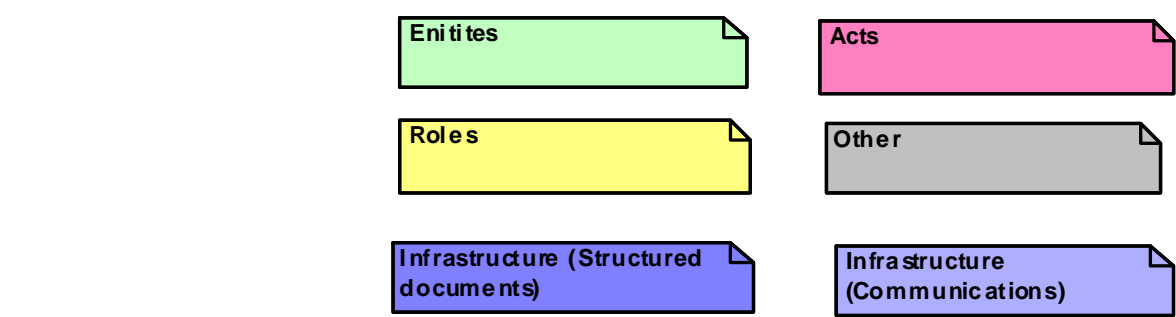 Enitites
Acts
Roles
Other
Infrastructure (Structured
documents)
Infrastructure
(Communications)